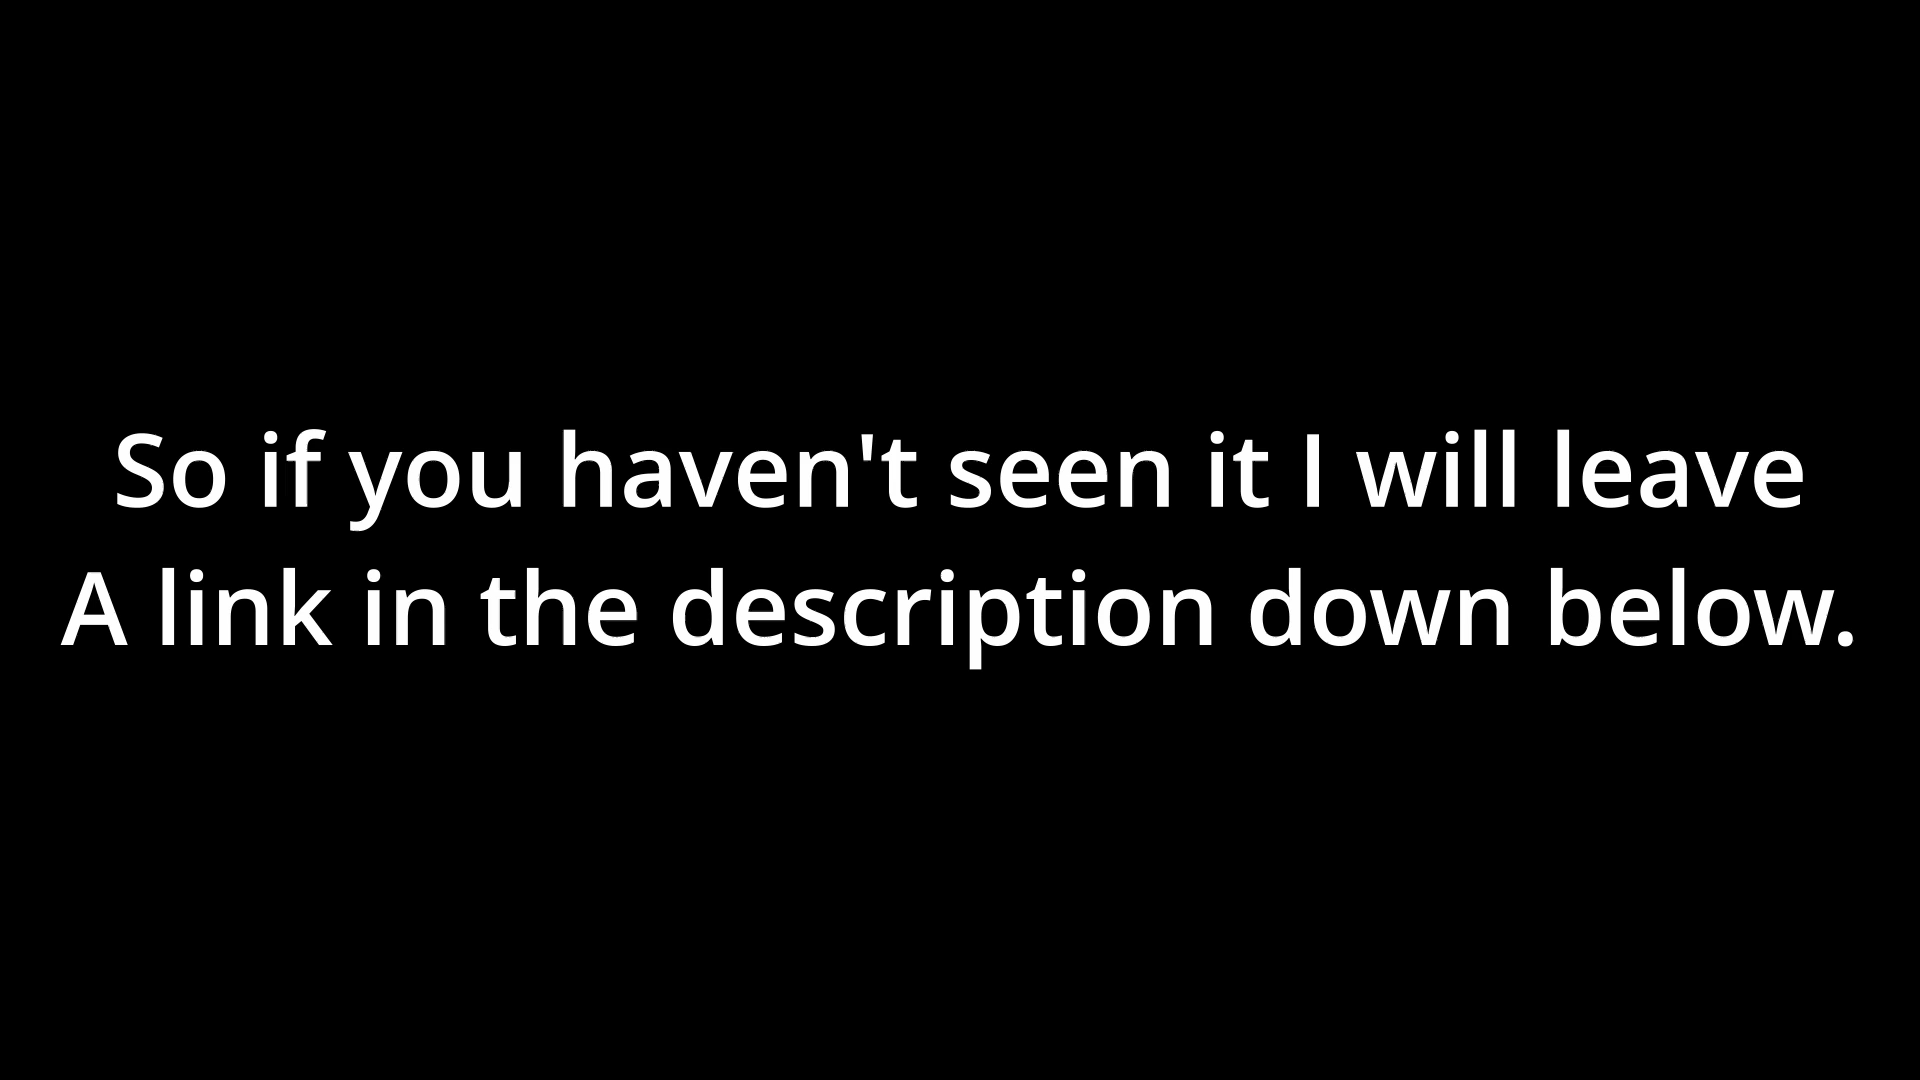 So if you haven't seen it I will leave
A link in the description down below.